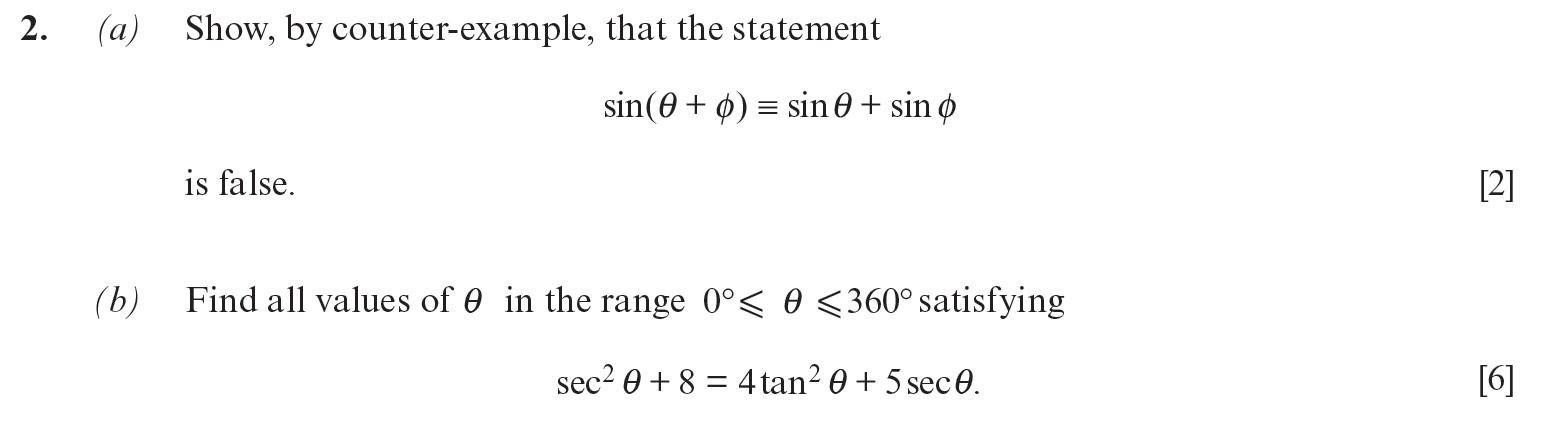 2. (a) Show, by counter-example, that the statement
sin(θ + ϕ) ≡ sin θ + sin ϕ
is false. [2]
(b) Find all values of θ in the range 0° ⩽ θ ⩽ 360° satisfying
sec² θ + 8 = 4 tan² θ + 5 sec θ. [6]